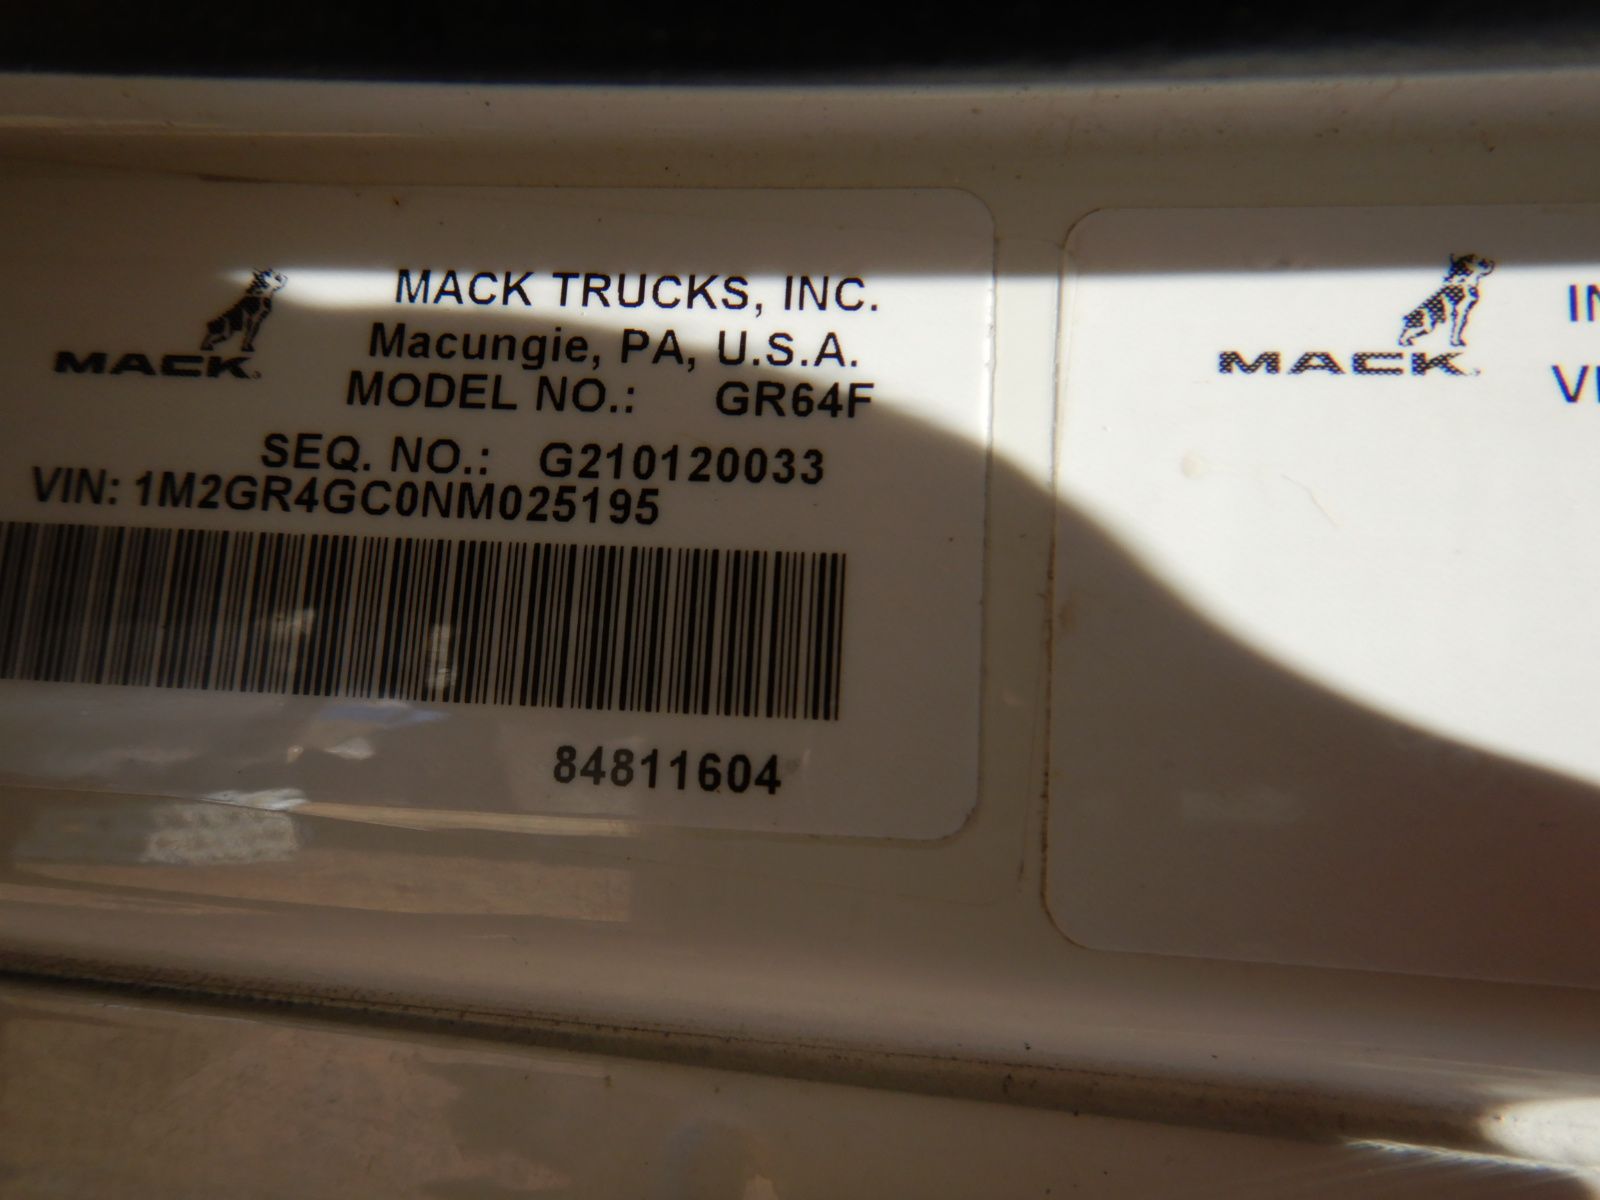 MACK TRUCKS, INC.
Macungie, PA, U.S.A.
MACK
MODEL NO.: GR64F
SEQ. NO.: G210120033
VIN: 1M2GR4GC0NM025195
84811604
MACK